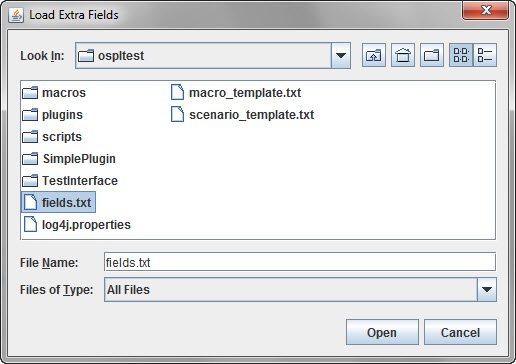 Load Extra Fields
Look In: ospltest
macros
plugins
scripts
SimplePlugin
TestInterface
fields.txt
log4j.properties
macro_template.txt
scenario_template.txt
File Name: fields.txt
Files of Type: All Files
Open Cancel